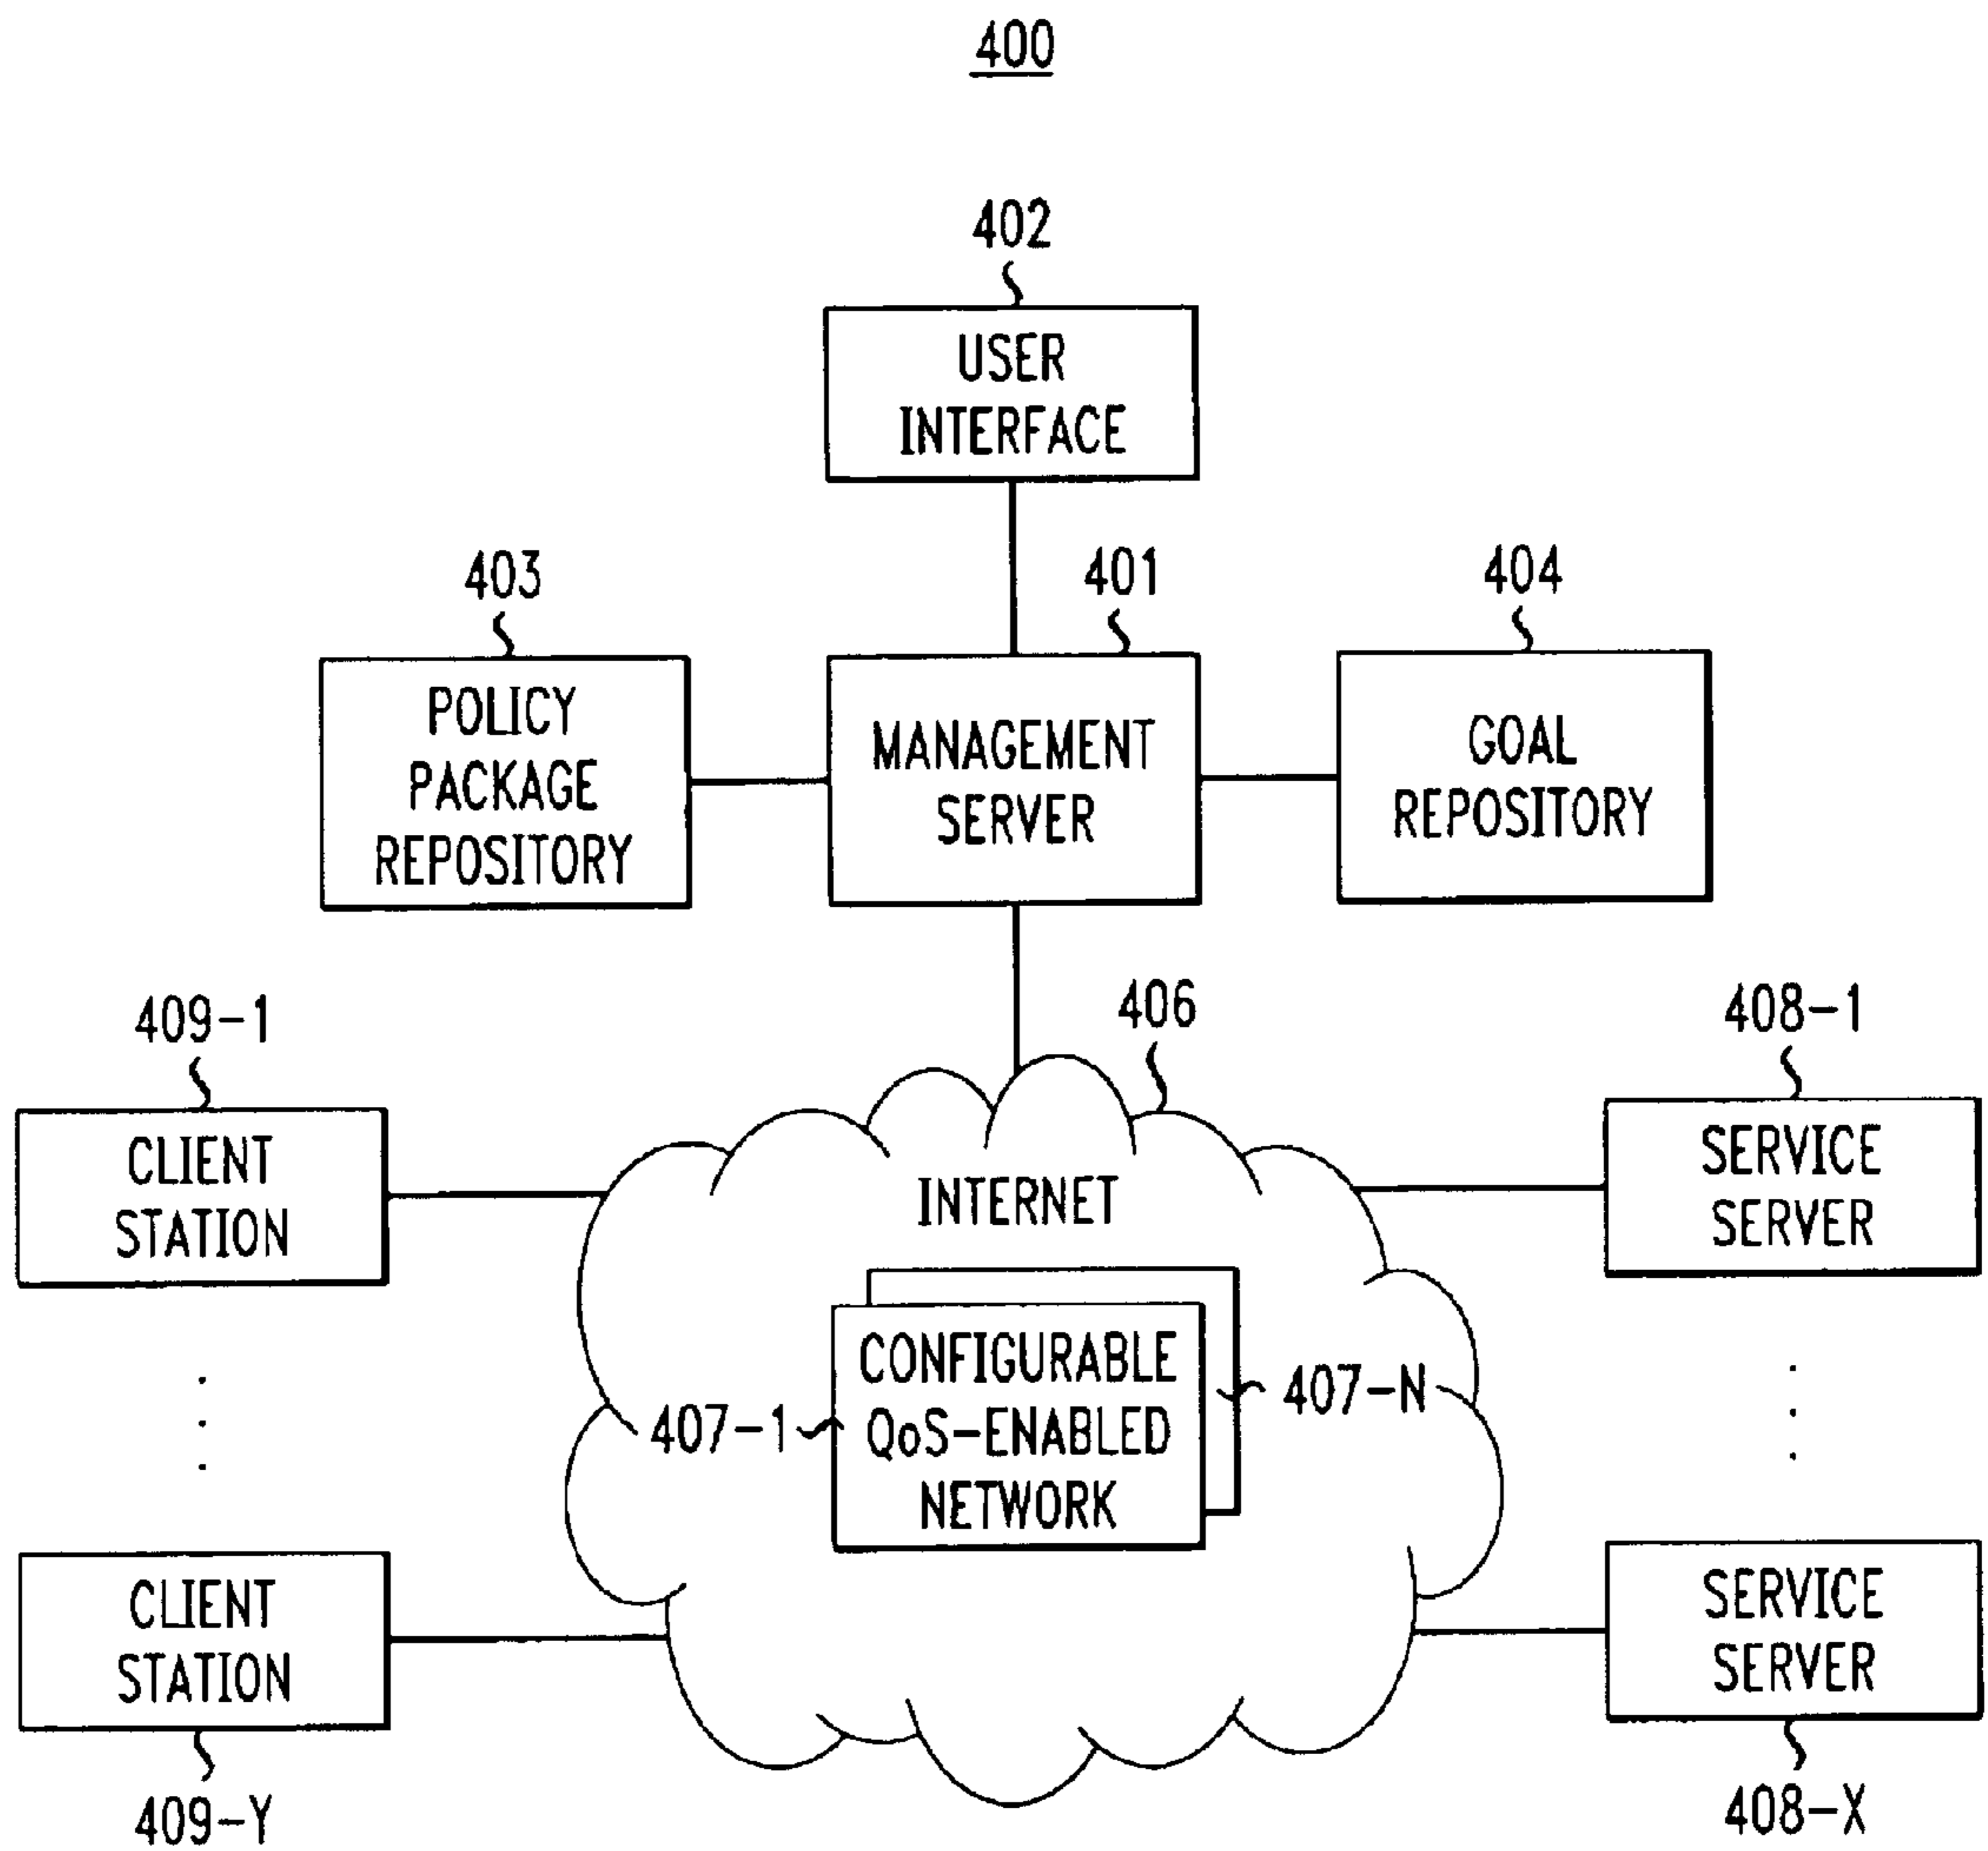 400
402
USER
INTERFACE
403
401
404
POLICY
PACKAGE
REPOSITORY
MANAGEMENT
SERVER
GOAL
REPOSITORY
409-1
406
408-1
CLIENT
STATION
INTERNET
SERVICE
SERVER
407-1
CONFIGURABLE
QoS-ENABLED
NETWORK
407-N
CLIENT
STATION
SERVICE
SERVER
409-Y
408-X